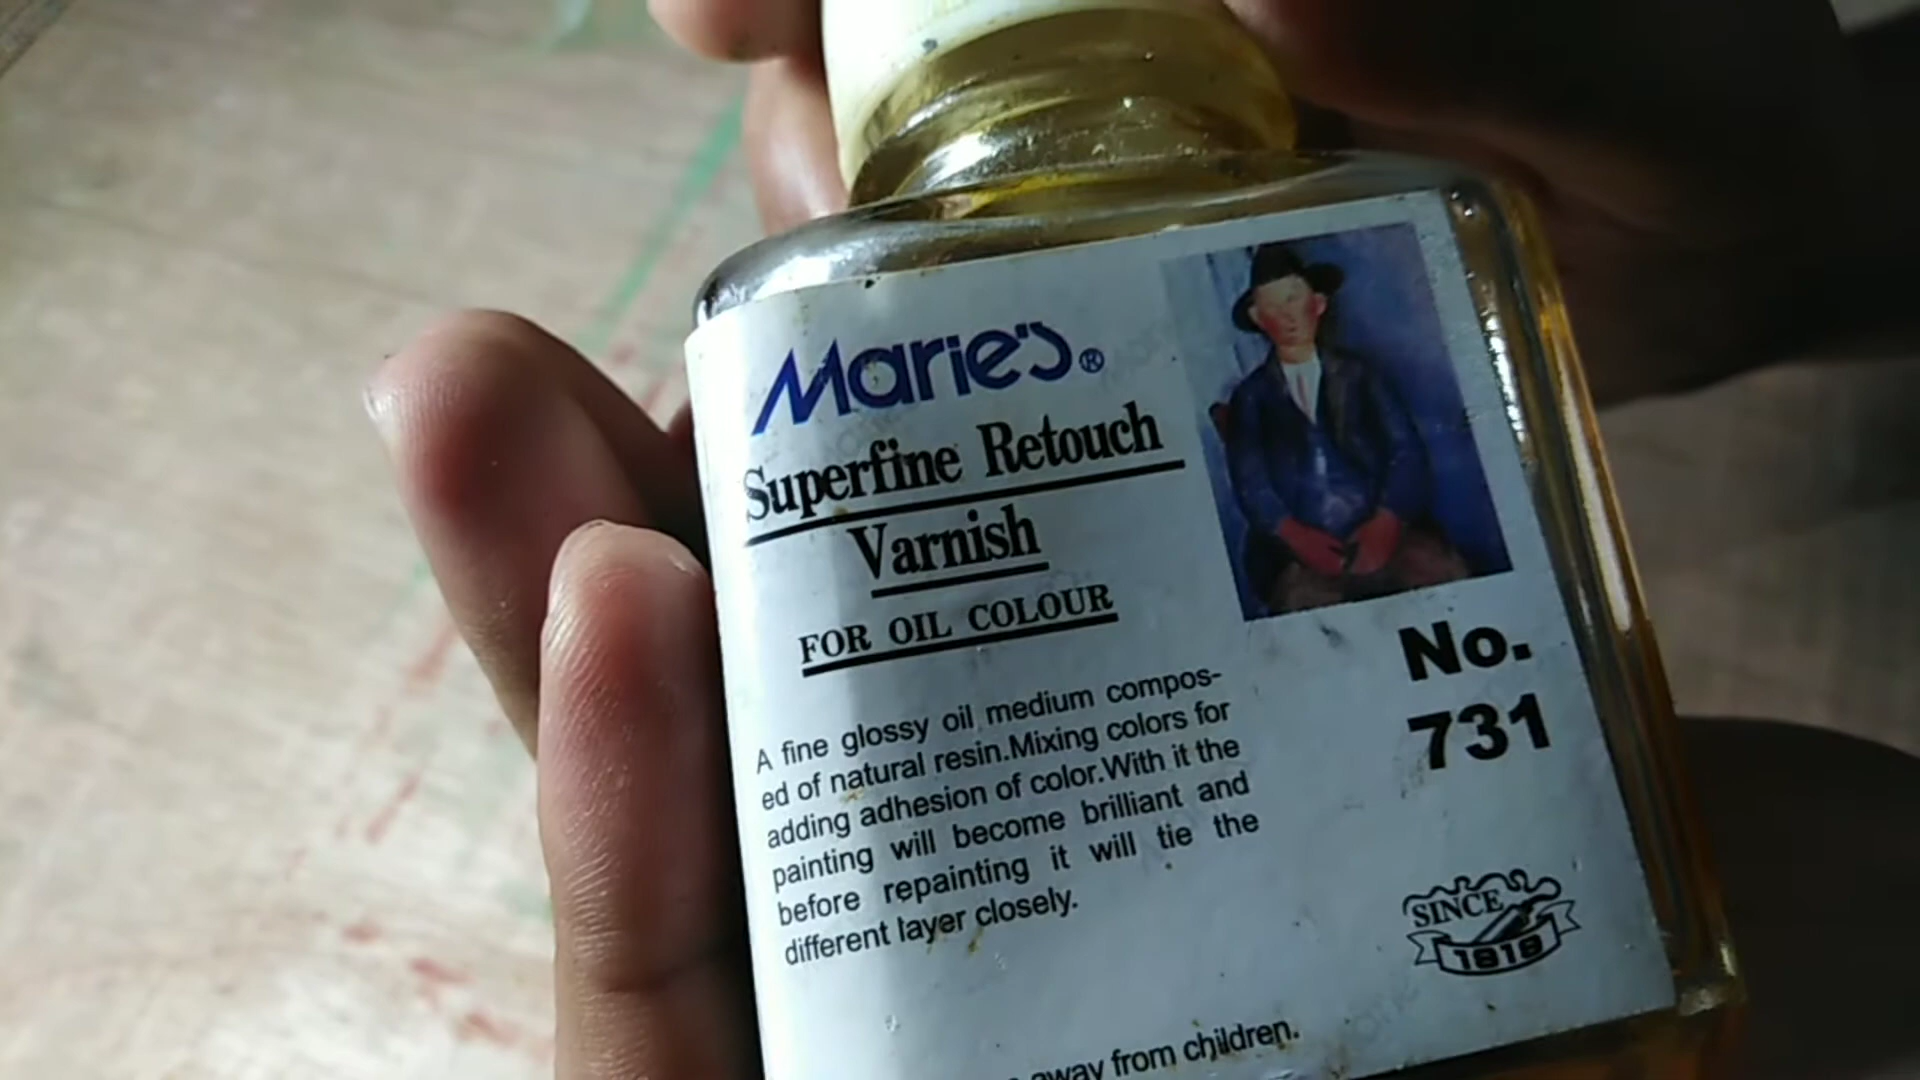 Marie's®
Superfine Retouch
Varnish
FOR OIL COLOUR
A fine glossy oil medium compos-
ed of natural resin.Mixing colors for
adding adhesion of color.With it the
painting will become brilliant and
before repainting it will tie the
different layer closely.
No.
731
SINCE
1919
away from children.